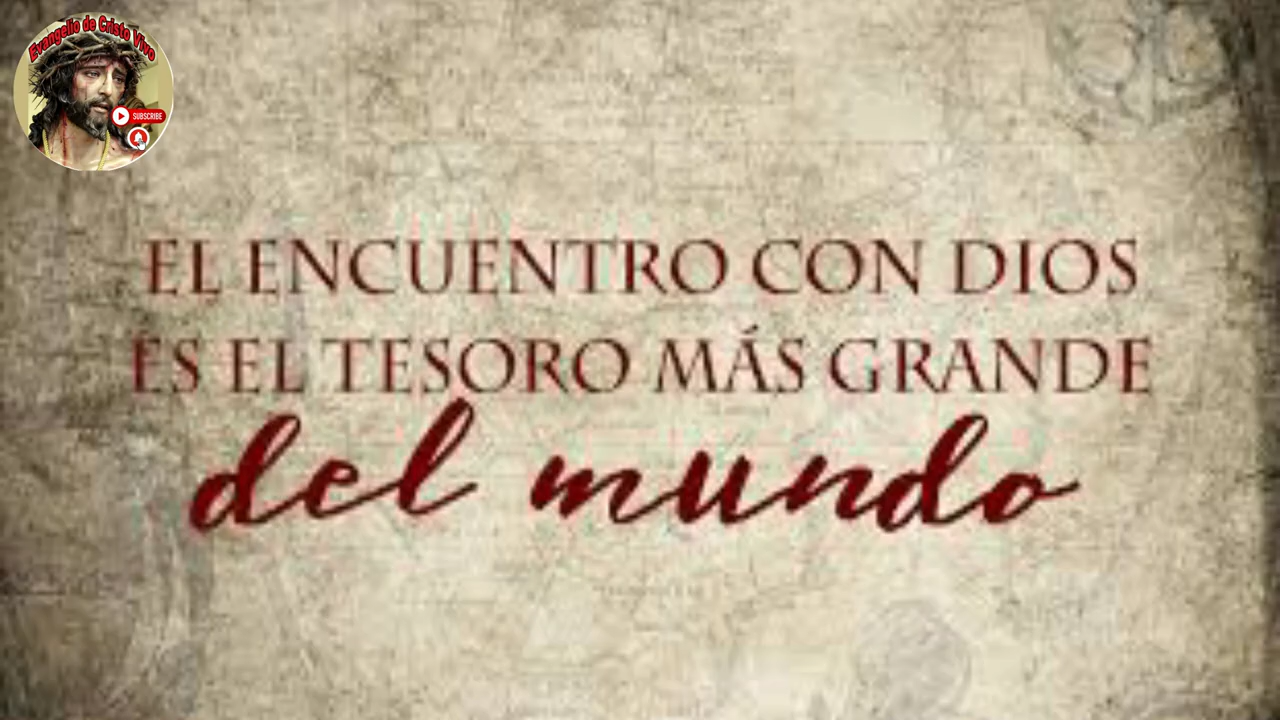 Evangelio de Cristo Vivo
SUBSCRIBE
EL ENCUENTRO CON DIOS
ES EL TESORO MÁS GRANDE
del mundo